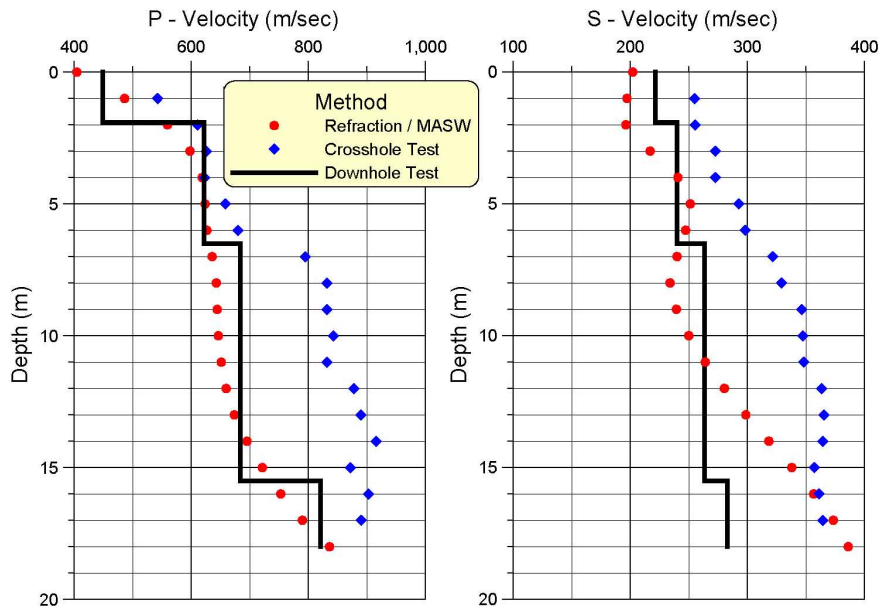 P - Velocity (m/sec)
400 600 800 1,000
0
5
10
15
20
Depth (m)
Method
Refraction / MASW
Crosshole Test
Downhole Test
S - Velocity (m/sec)
100 200 300 400
0
5
10
15
20
Depth (m)